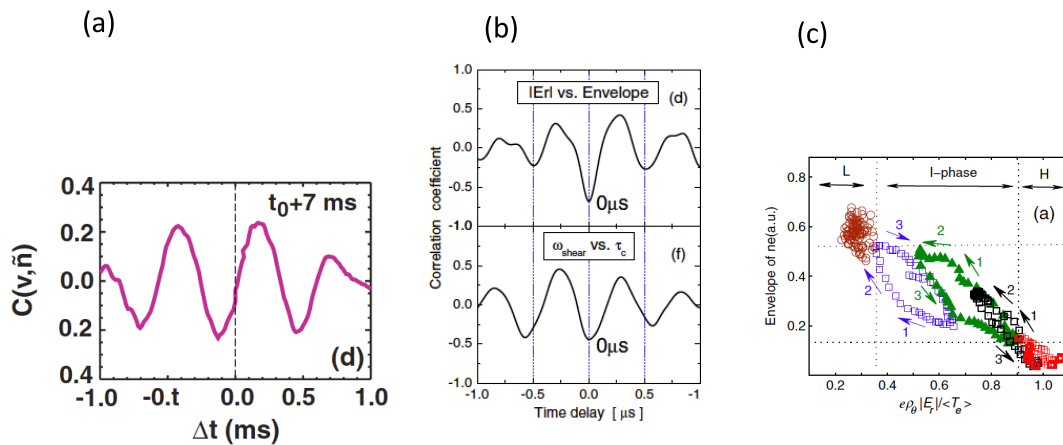 (a)
C(v,ñ)
0.4
0.2
0.0
0.2
0.4
t₀+7 ms
(d)
-1.0 -0.t 0.0 0.5 1.0
Δt (ms)
(b)
Correlation coefficient
1.0
0.5
0.0
-0.5
-1.0
|Er| vs. Envelope
(d)
0μs
1.0
0.5
0.0
-0.5
-1.0
ω_shear vs. τ_c
(f)
0μs
-1.0 -0.5 0.0 0.5 -1
Time delay [ μs ]
(c)
Envelope of ne(a.u.)
0.8
0.6
0.4
0.2
L I–phase H
(a)
3
2
1
2
1
3
2
1
3
0.2 0.4 0.6 0.8 1.0
eρ_θ|E_r|/<T_e>